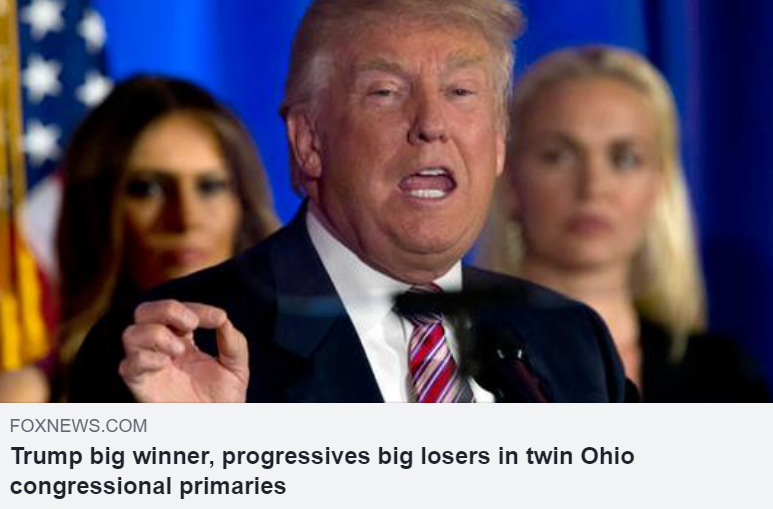 FOXNEWS.COM
Trump big winner, progressives big losers in twin Ohio
congressional primaries